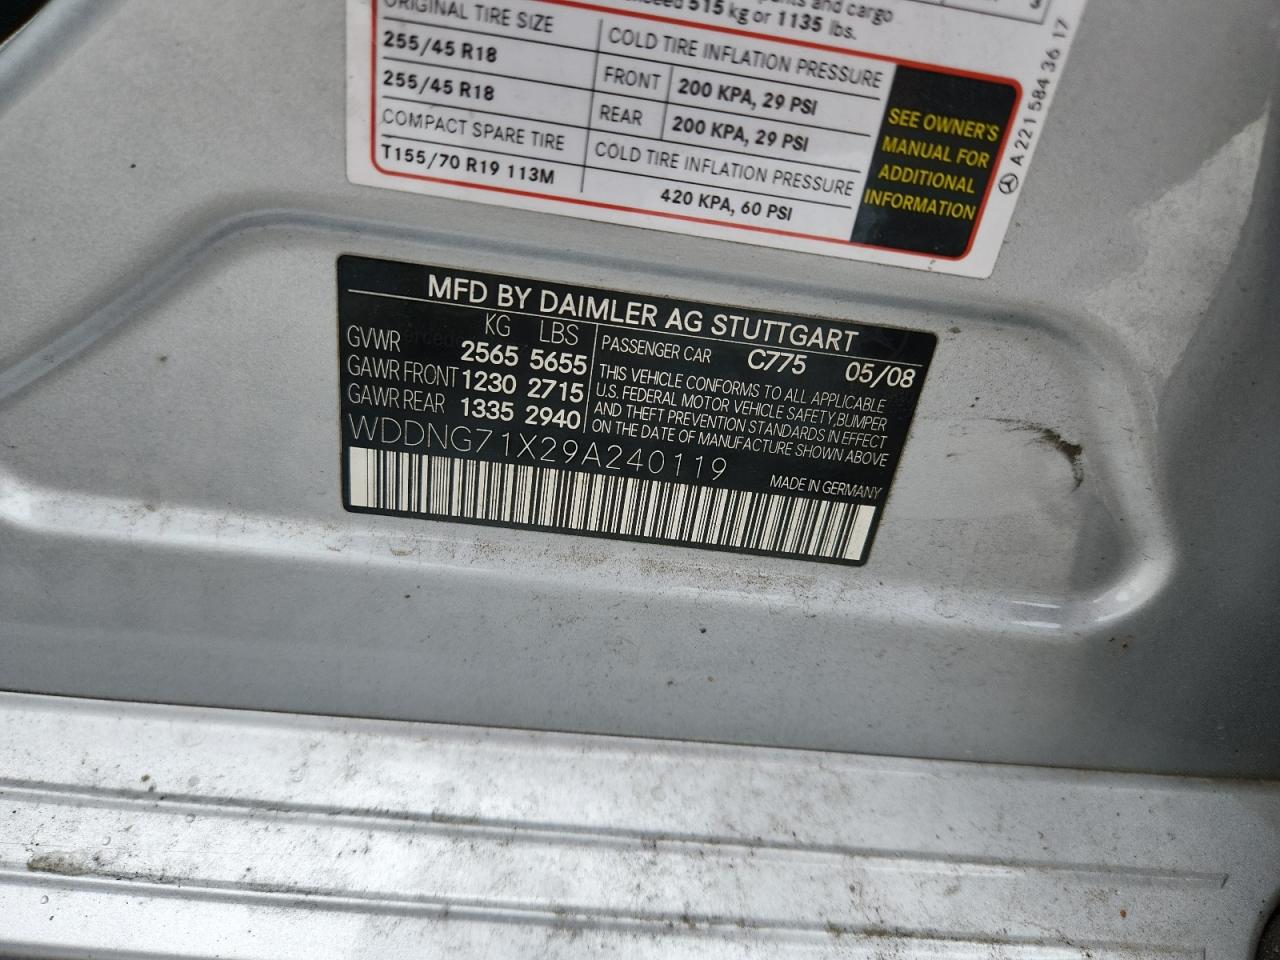 and cargo
exceed 515 kg or 1135 lbs.
ORIGINAL TIRE SIZE
COLD TIRE INFLATION PRESSURE
255/45 R18
FRONT
200 KPA, 29 PSI
255/45 R18
REAR
200 KPA, 29 PSI
COMPACT SPARE TIRE
COLD TIRE INFLATION PRESSURE
T155/70 R19 113M
420 KPA, 60 PSI
SEE OWNER'S
MANUAL FOR
ADDITIONAL
INFORMATION
A 221 584 36 17
MFD BY DAIMLER AG STUTTGART
KG LBS
GVWR 2565 5655
GAWR FRONT 1230 2715
GAWR REAR 1335 2940
PASSENGER CAR C775 05/08
THIS VEHICLE CONFORMS TO ALL APPLICABLE
U.S. FEDERAL MOTOR VEHICLE SAFETY,BUMPER
AND THEFT PREVENTION STANDARDS IN EFFECT
ON THE DATE OF MANUFACTURE SHOWN ABOVE
WDDNG71X29A240119
MADE IN GERMANY